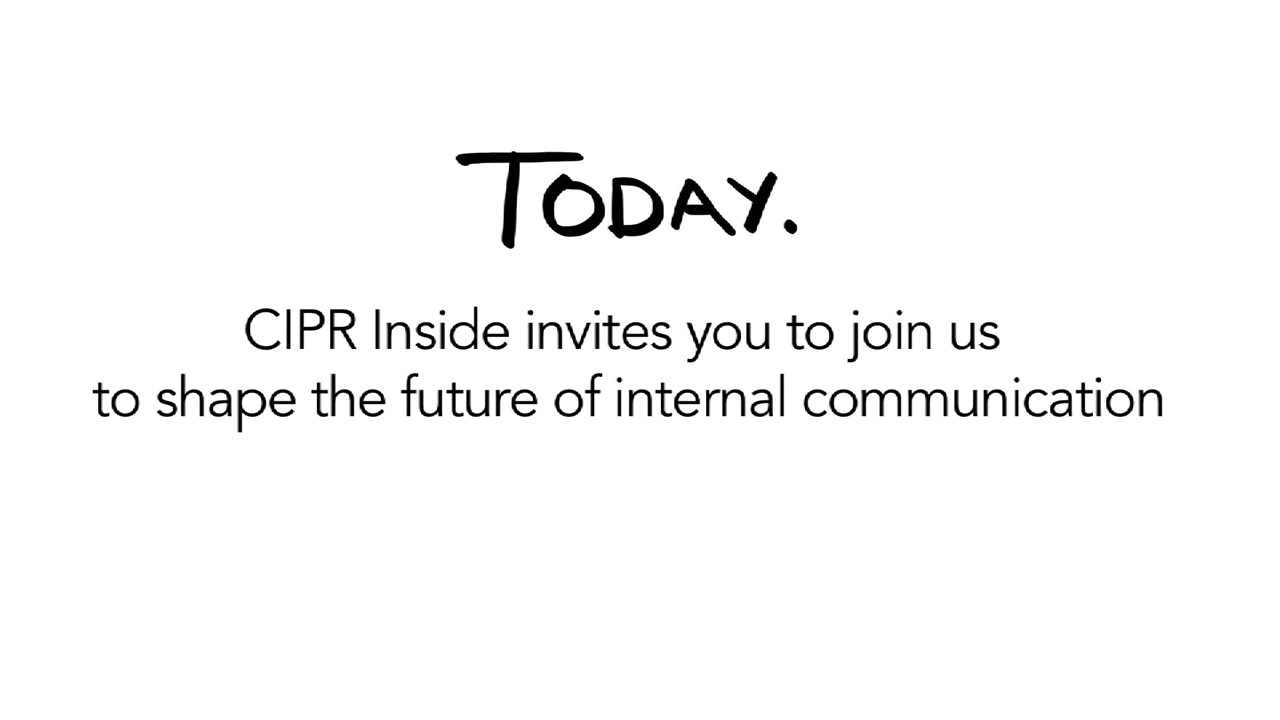 TODAY.
CIPR Inside invites you to join us
to shape the future of internal communication